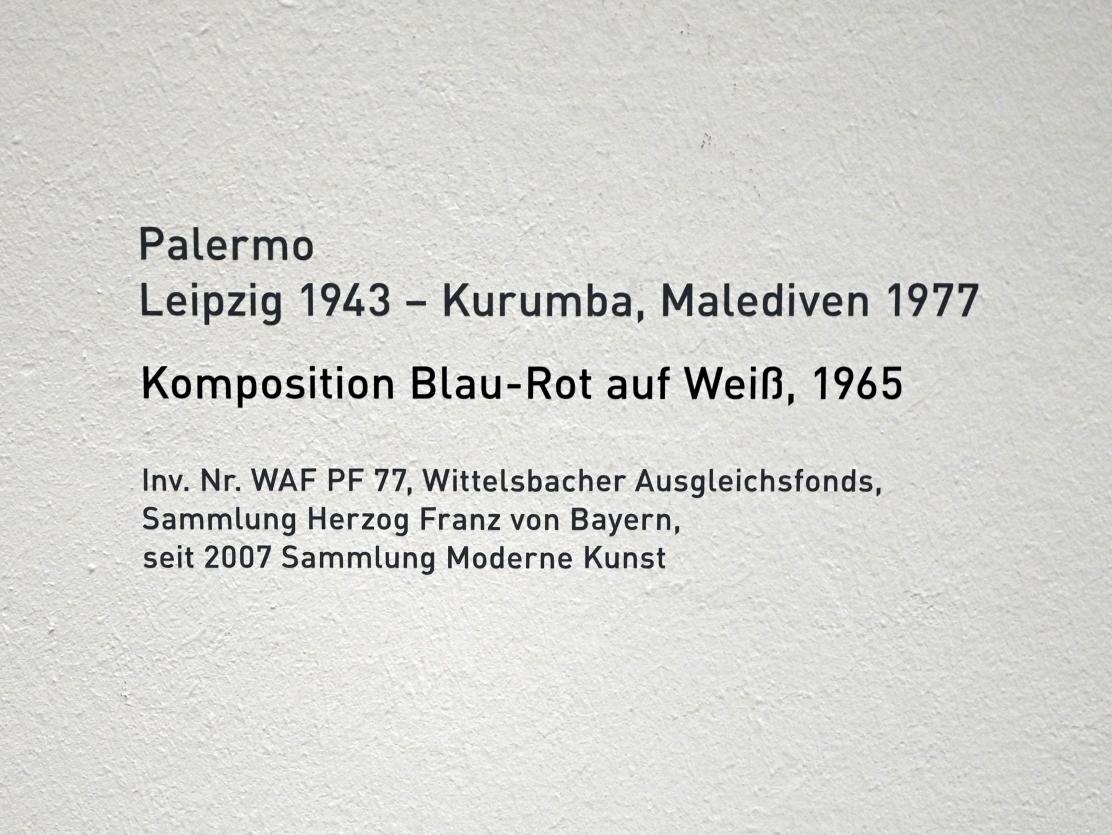 Palermo
Leipzig 1943 – Kurumba, Malediven 1977
Komposition Blau-Rot auf Weiß, 1965
Inv. Nr. WAF PF 77, Wittelsbacher Ausgleichsfonds,
Sammlung Herzog Franz von Bayern,
seit 2007 Sammlung Moderne Kunst